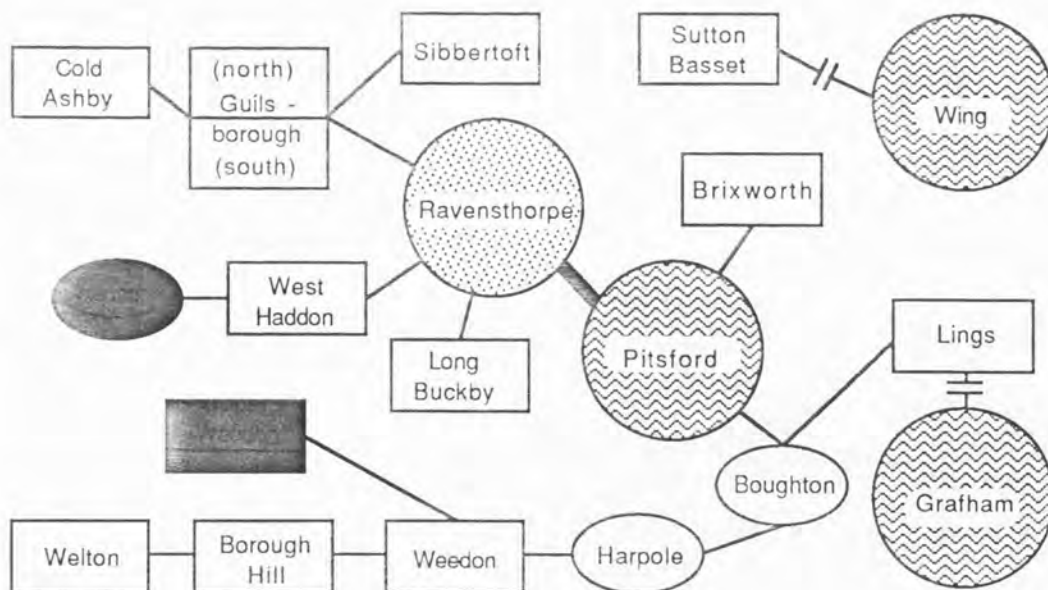 Cold
Ashby
(north)
Guils -
borough
(south)
Sibbertoft
Sutton
Basset
Wing
Ravensthorpe
Brixworth
West
Haddon
Long
Buckby
Pitsford
Lings
Boughton
Grafham
Welton
Borough
Hill
Weedon
Harpole